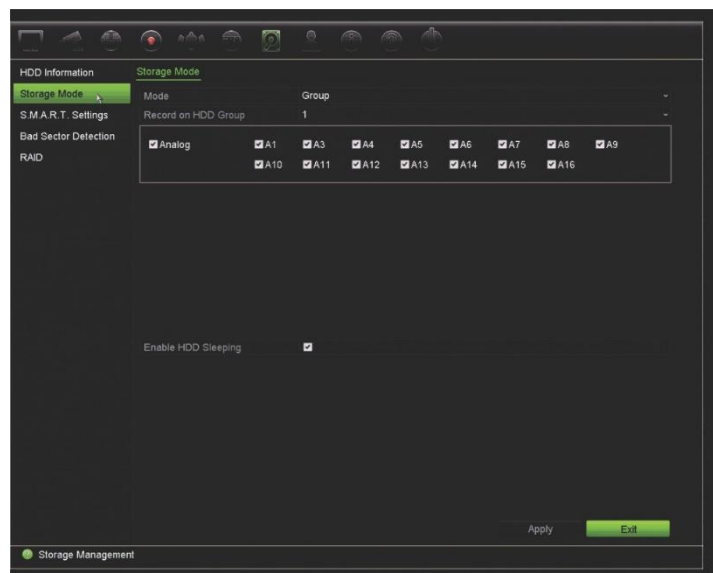 HDD Information
Storage Mode
Storage Mode
Mode Group
S.M.A.R.T. Settings
Record on HDD Group 1
Bad Sector Detection
RAID
Analog A1 A3 A4 A5 A6 A7 A8 A9
A10 A11 A12 A13 A14 A15 A16
Enable HDD Sleeping
Apply Exit
Storage Management